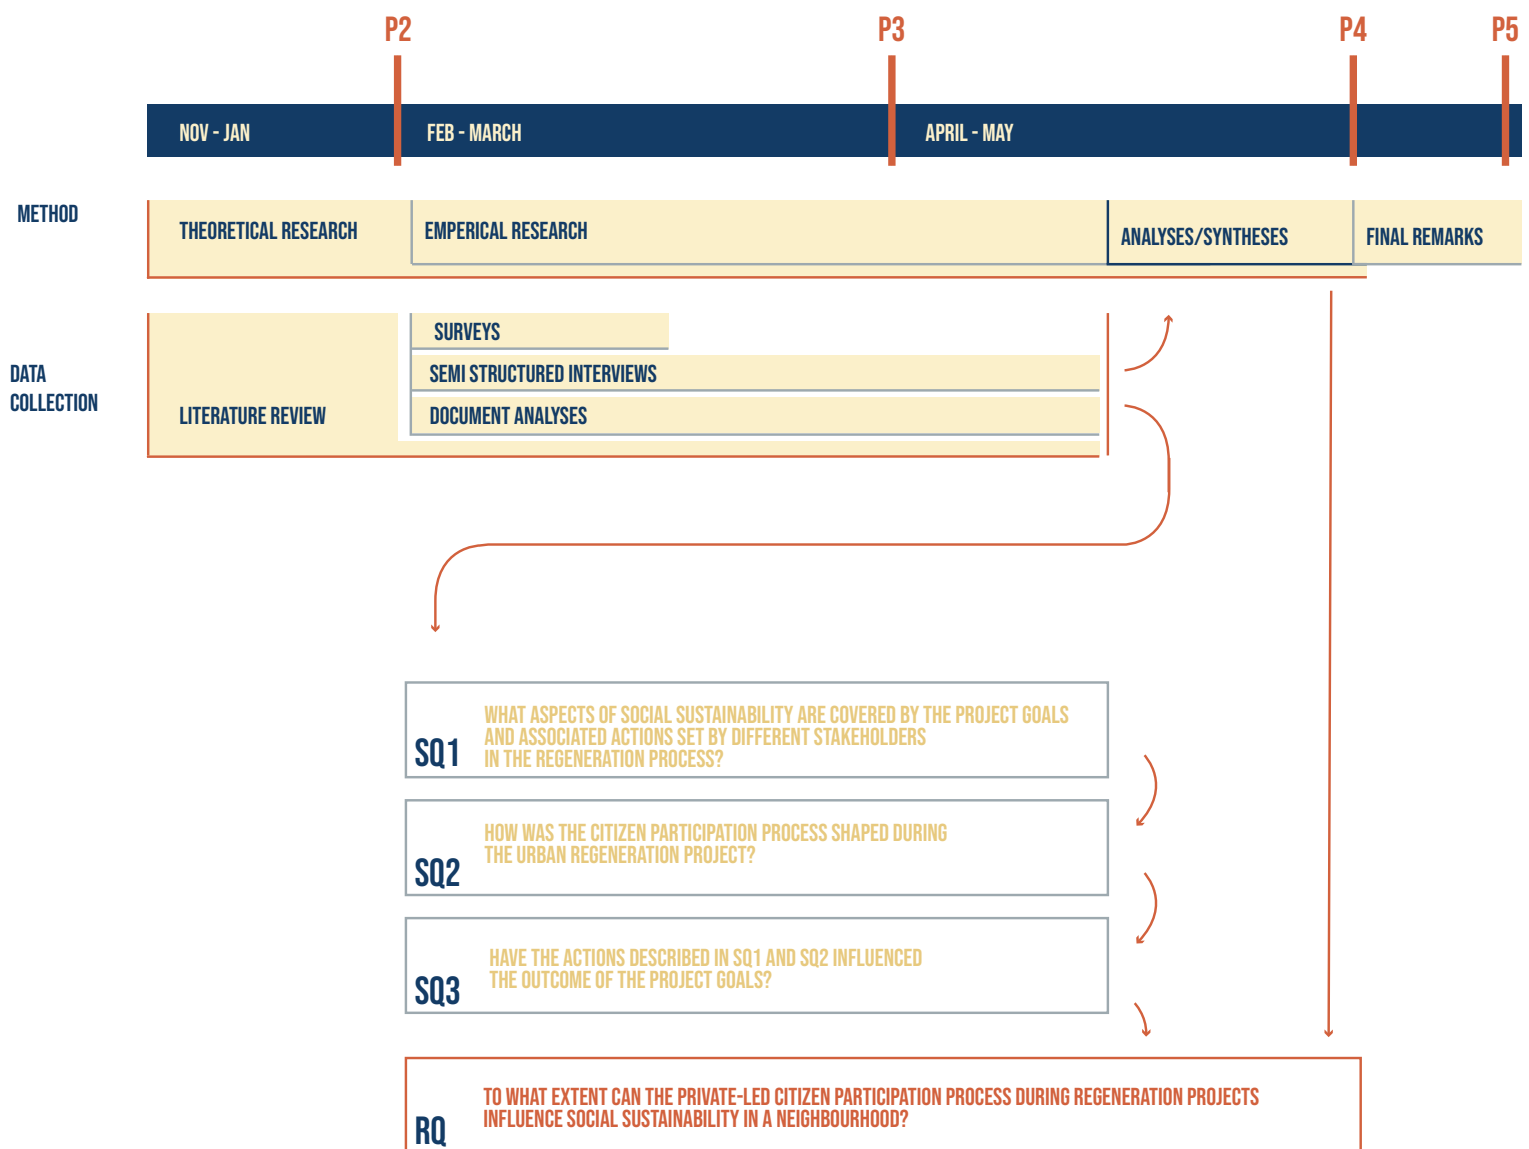 P2
P3
P4
P5
NOV - JAN
FEB - MARCH
APRIL - MAY
METHOD
THEORETICAL RESEARCH
EMPERICAL RESEARCH
ANALYSES/SYNTHESES
FINAL REMARKS
DATA
COLLECTION
LITERATURE REVIEW
SURVEYS
SEMI STRUCTURED INTERVIEWS
DOCUMENT ANALYSES
SQ1
WHAT ASPECTS OF SOCIAL SUSTAINABILITY ARE COVERED BY THE PROJECT GOALS
AND ASSOCIATED ACTIONS SET BY DIFFERENT STAKEHOLDERS
IN THE REGENERATION PROCESS?
SQ2
HOW WAS THE CITIZEN PARTICIPATION PROCESS SHAPED DURING
THE URBAN REGENERATION PROJECT?
SQ3
HAVE THE ACTIONS DESCRIBED IN SQ1 AND SQ2 INFLUENCED
THE OUTCOME OF THE PROJECT GOALS?
RQ
TO WHAT EXTENT CAN THE PRIVATE-LED CITIZEN PARTICIPATION PROCESS DURING REGENERATION PROJECTS
INFLUENCE SOCIAL SUSTAINABILITY IN A NEIGHBOURHOOD?